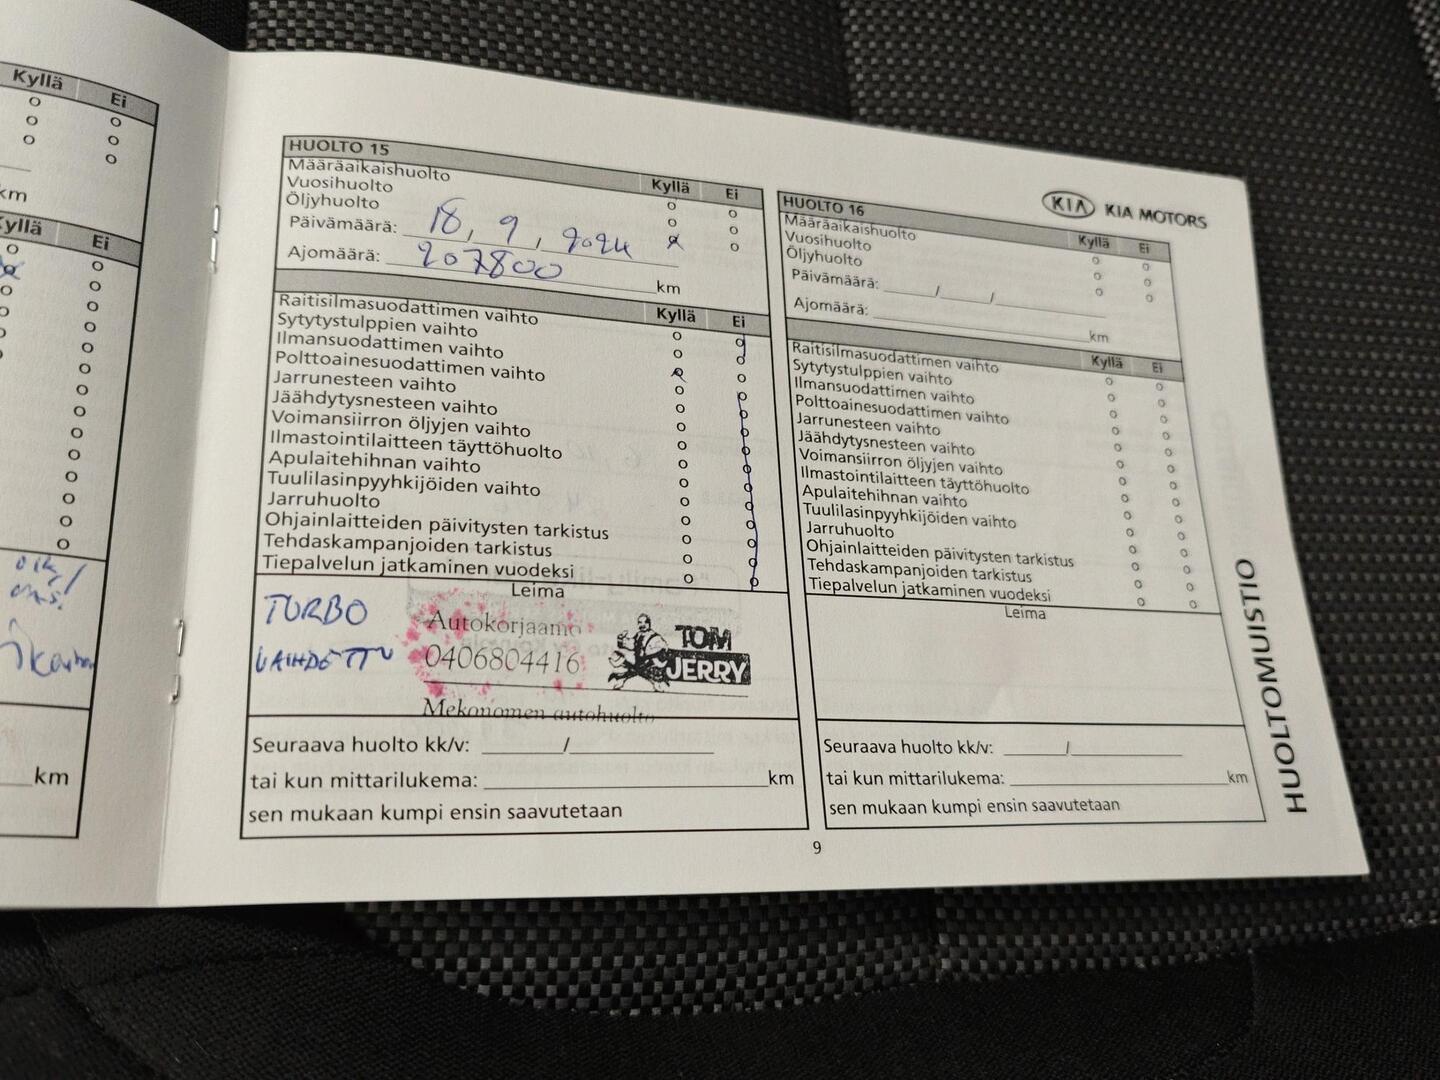 Kyllä Ei
km
Kyllä Ei
oik/
km
HUOLTO 15
Kyllä Ei
Määräaikaishuolto
Vuosihuolto
Öljyhuolto
Päivämäärä: 18, 9, 2024
Ajomäärä: 207800 km
Kyllä Ei
Raitisilmasuodattimen vaihto
Sytytystulppien vaihto
Ilmansuodattimen vaihto
Polttoainesuodattimen vaihto
Jarrunesteen vaihto
Jäähdytysnesteen vaihto
Voimansiirron öljyjen vaihto
Ilmastointilaitteen täyttöhuolto
Apulaitehihnan vaihto
Tuulilasinpyyhkijöiden vaihto
Jarruhuolto
Ohjainlaitteiden päivitysten tarkistus
Tehdaskampanjoiden tarkistus
Tiepalvelun jatkaminen vuodeksi
Leima
TURBO
VAIHDETTU
Autokorjaamo
0406804416
TOM
JERRY
Mekonomen autohuolto
Seuraava huolto kk/v: /
tai kun mittarilukema: km
sen mukaan kumpi ensin saavutetaan
KIA KIA MOTORS
HUOLTO 16
Kyllä Ei
Määräaikaishuolto
Vuosihuolto
Öljyhuolto
Päivämäärä: / /
Ajomäärä: km
Kyllä Ei
Raitisilmasuodattimen vaihto
Sytytystulppien vaihto
Ilmansuodattimen vaihto
Polttoainesuodattimen vaihto
Jarrunesteen vaihto
Jäähdytysnesteen vaihto
Voimansiirron öljyjen vaihto
Ilmastointilaitteen täyttöhuolto
Apulaitehihnan vaihto
Tuulilasinpyyhkijöiden vaihto
Jarruhuolto
Ohjainlaitteiden päivitysten tarkistus
Tehdaskampanjoiden tarkistus
Tiepalvelun jatkaminen vuodeksi
Leima
Seuraava huolto kk/v: /
tai kun mittarilukema: km
sen mukaan kumpi ensin saavutetaan
HUOLTOMUISTIO
9